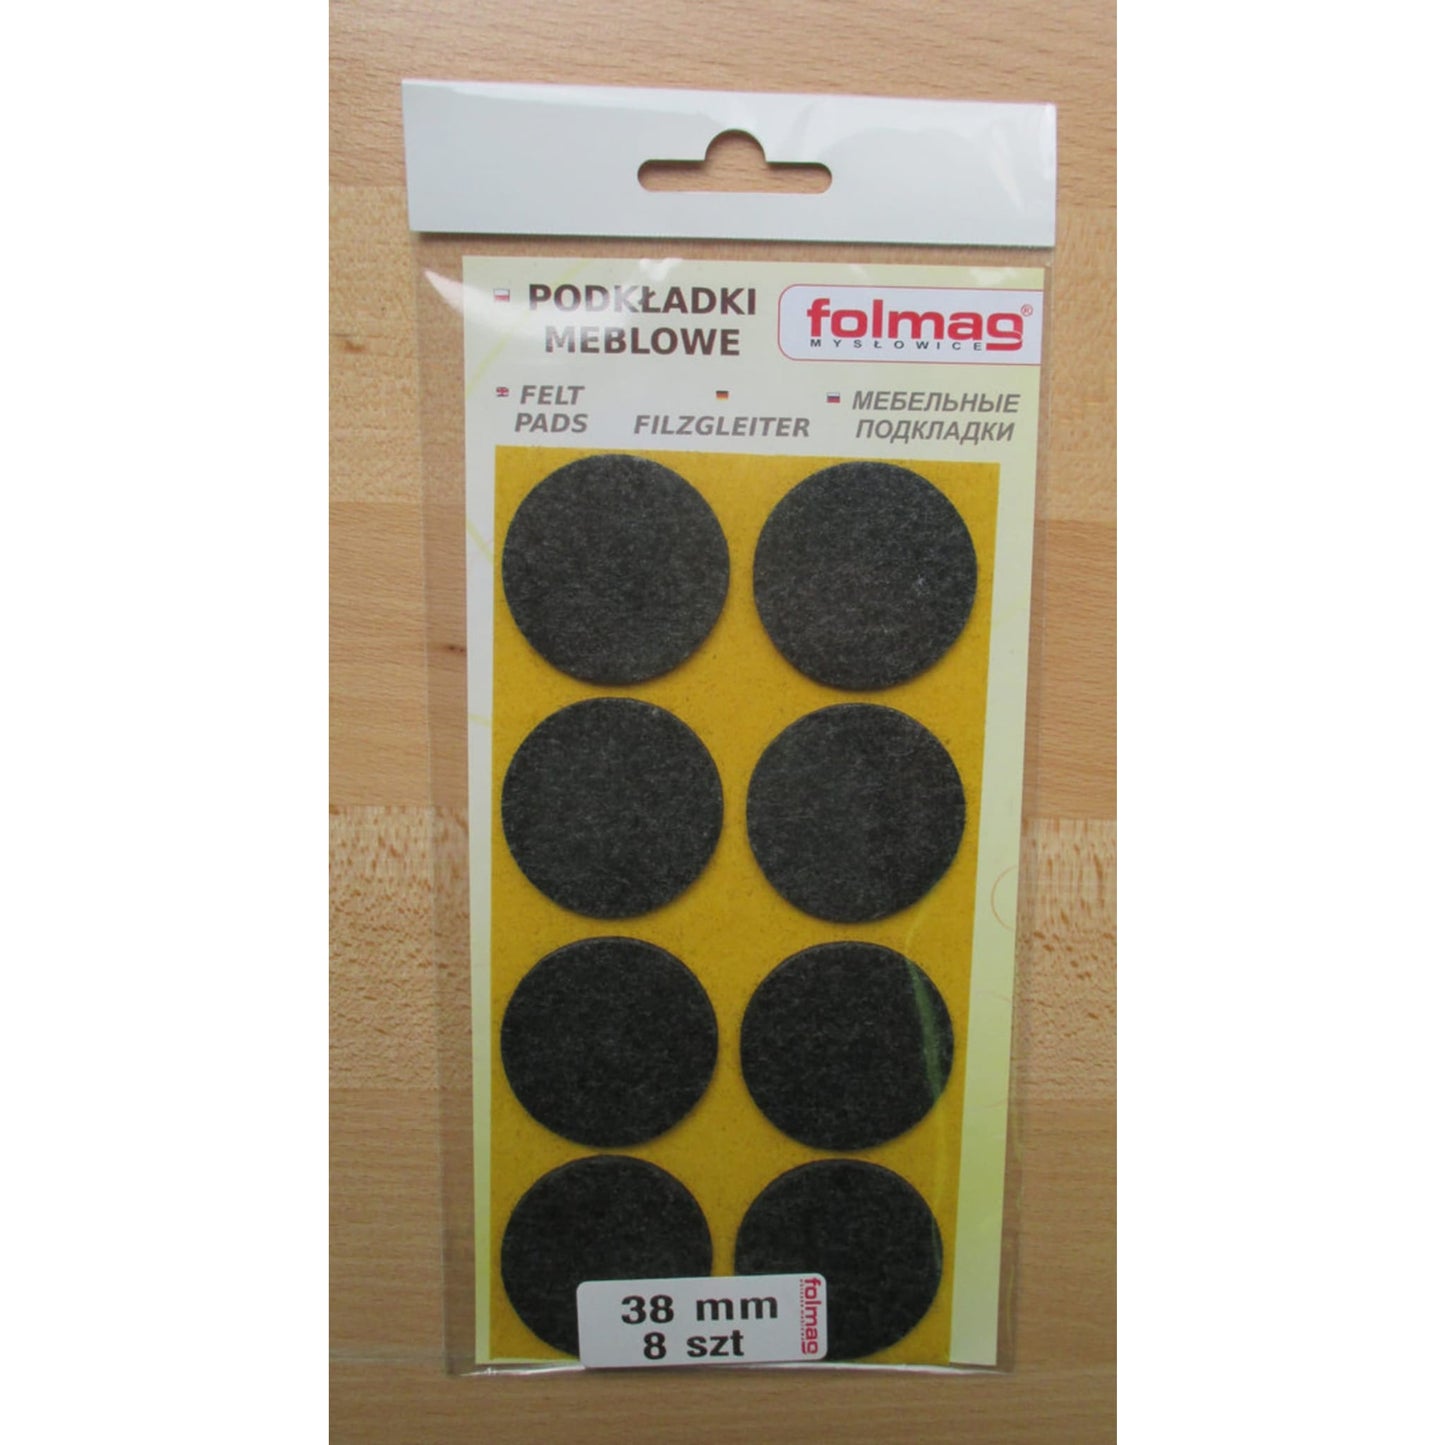 PODKŁADKI
MEBLOWE
folmag®
MYSŁOWICE
FELT
PADS
FILZGLEITER
МЕБЕЛЬНЫЕ
ПОДКЛАДКИ
38 mm
8 szt
folmag